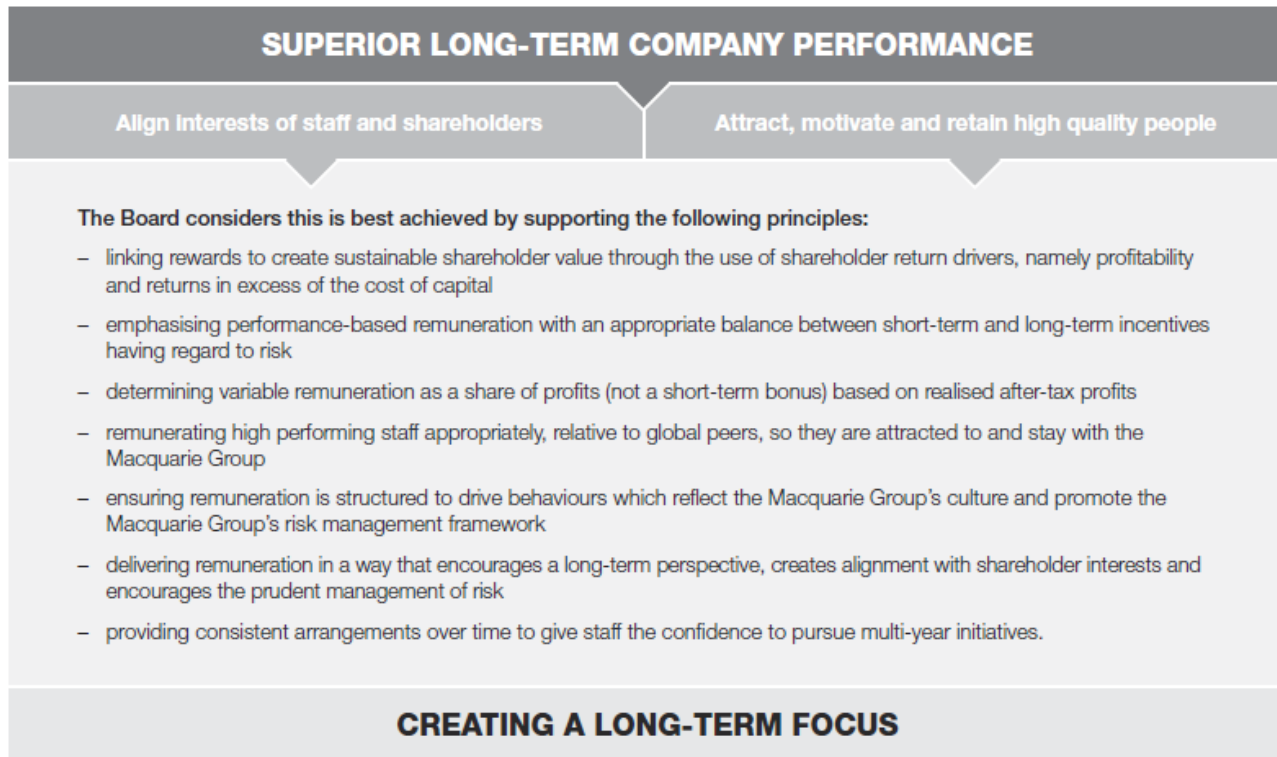 SUPERIOR LONG-TERM COMPANY PERFORMANCE
Align interests of staff and shareholders
Attract, motivate and retain high quality people
The Board considers this is best achieved by supporting the following principles:
– linking rewards to create sustainable shareholder value through the use of shareholder return drivers, namely profitability
and returns in excess of the cost of capital
– emphasising performance-based remuneration with an appropriate balance between short-term and long-term incentives
having regard to risk
– determining variable remuneration as a share of profits (not a short-term bonus) based on realised after-tax profits
– remunerating high performing staff appropriately, relative to global peers, so they are attracted to and stay with the
Macquarie Group
– ensuring remuneration is structured to drive behaviours which reflect the Macquarie Group’s culture and promote the
Macquarie Group’s risk management framework
– delivering remuneration in a way that encourages a long-term perspective, creates alignment with shareholder interests and
encourages the prudent management of risk
– providing consistent arrangements over time to give staff the confidence to pursue multi-year initiatives.
CREATING A LONG-TERM FOCUS